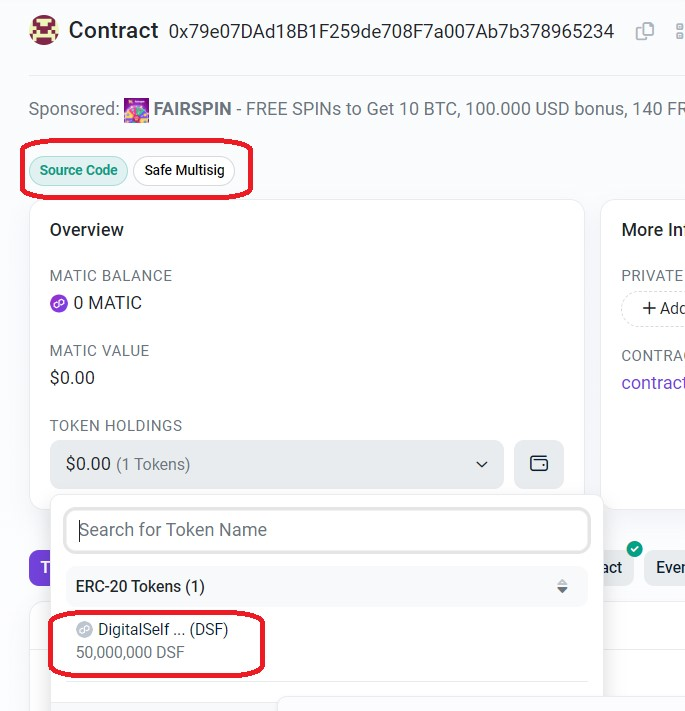 Contract 0x79e07DAd18B1F259de708F7a007Ab7b378965234
Sponsored: FAIRSPIN - FREE SPINs to Get 10 BTC, 100.000 USD bonus, 140 FR
Source Code Safe Multisig
Overview
More In
MATIC BALANCE
PRIVATE
0 MATIC
+ Add
MATIC VALUE
CONTRA
$0.00
contract
TOKEN HOLDINGS
$0.00 (1 Tokens)
Search for Token Name
T
act
Ever
ERC-20 Tokens (1)
DigitalSelf ... (DSF)
50,000,000 DSF